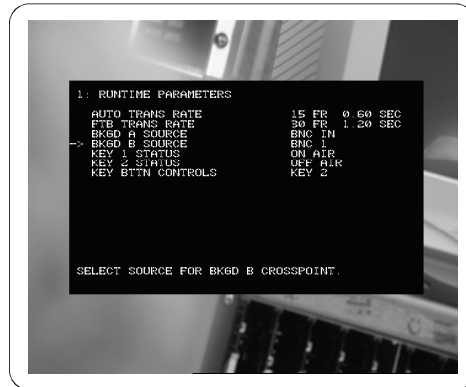 1: RUNTIME PARAMETERS
AUTO TRANS RATE 15 FR 0.60 SEC
FTB TRANS RATE 30 FR 1.20 SEC
BKGD A SOURCE BNC IN
--> BKGD B SOURCE BNC 1
KEY 1 STATUS ON AIR
KEY 2 STATUS OFF AIR
KEY BTTN CONTROLS KEY 2
SELECT SOURCE FOR BKGD B CROSSPOINT.